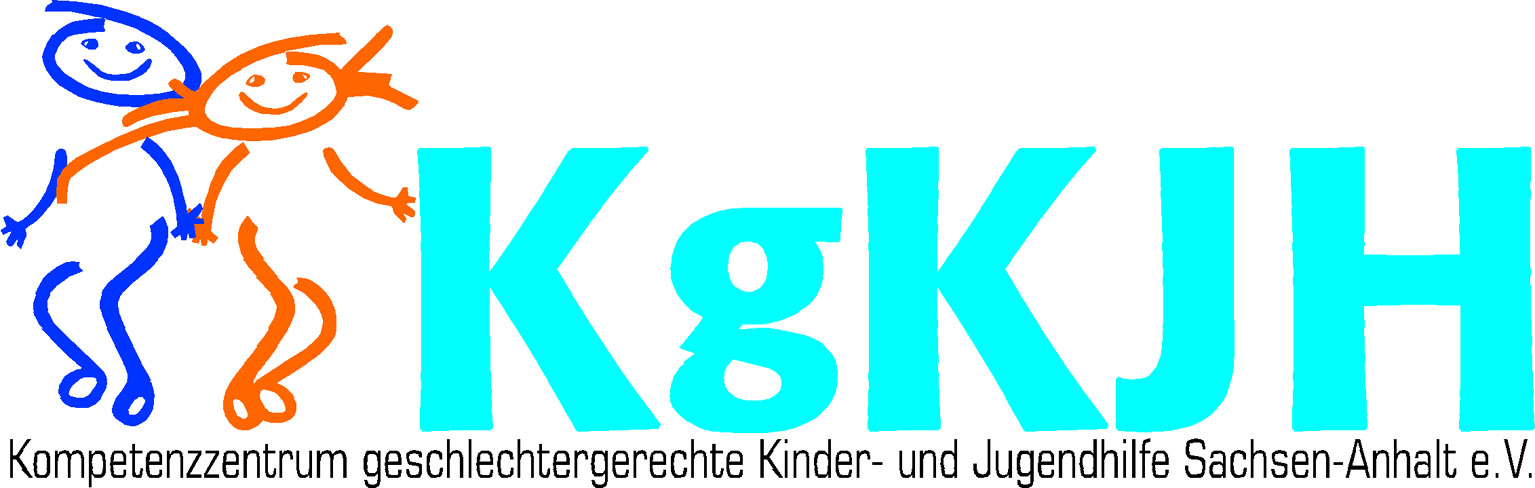 KgKJH
Kompetenzzentrum geschlechtergerechte Kinder- und Jugendhilfe Sachsen-Anhalt e.V.